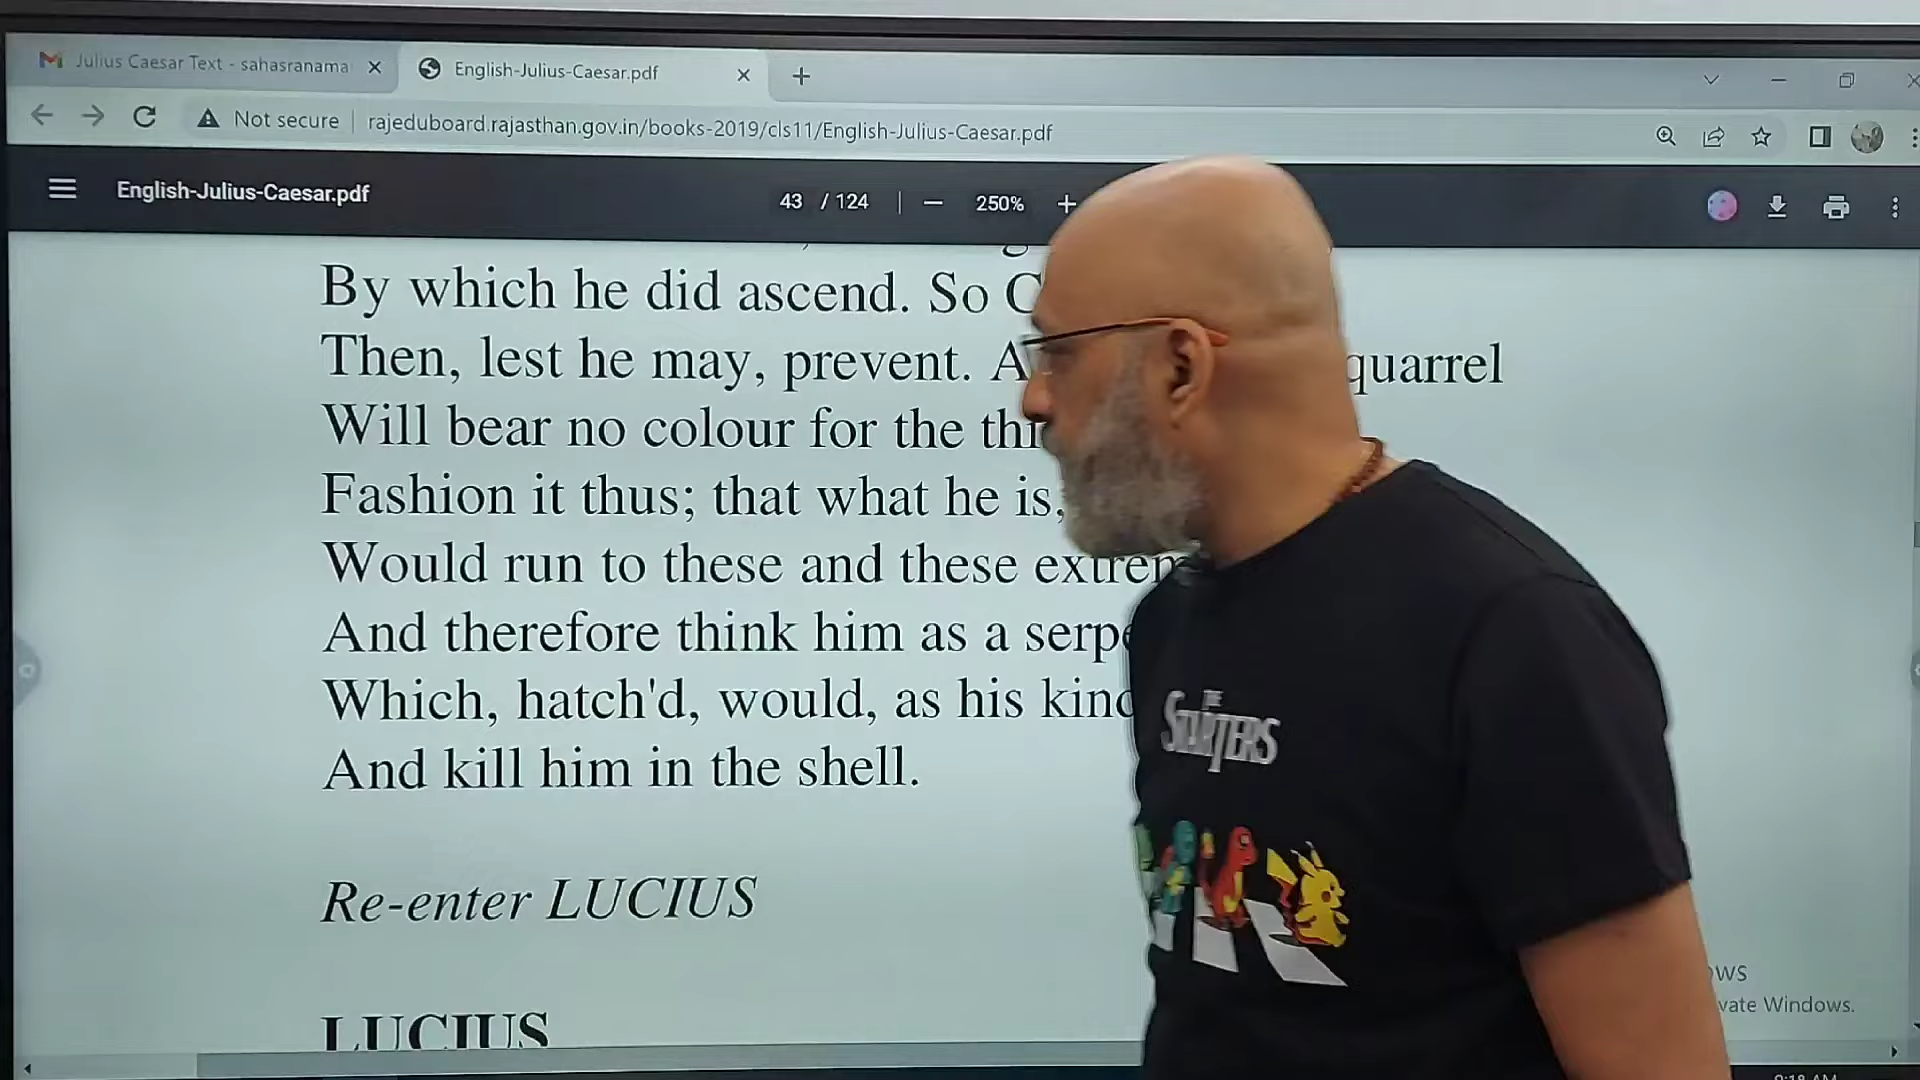 Julius Caesar Text - sahasranama
English-Julius-Caesar.pdf
Not secure
rajeduboard.rajasthan.gov.in/books-2019/cls11/English-Julius-Caesar.pdf
English-Julius-Caesar.pdf
43 / 124
250%
By which he did ascend. So
Then, lest he may, prevent. quarrel
Will bear no colour for the
Fashion it thus; that what he is,
Would run to these and these
And therefore think him as a
Which, hatch'd, would, as his
And kill him in the shell.
Re-enter LUCIUS
LUCIUS
THE
STARTERS
Windows.